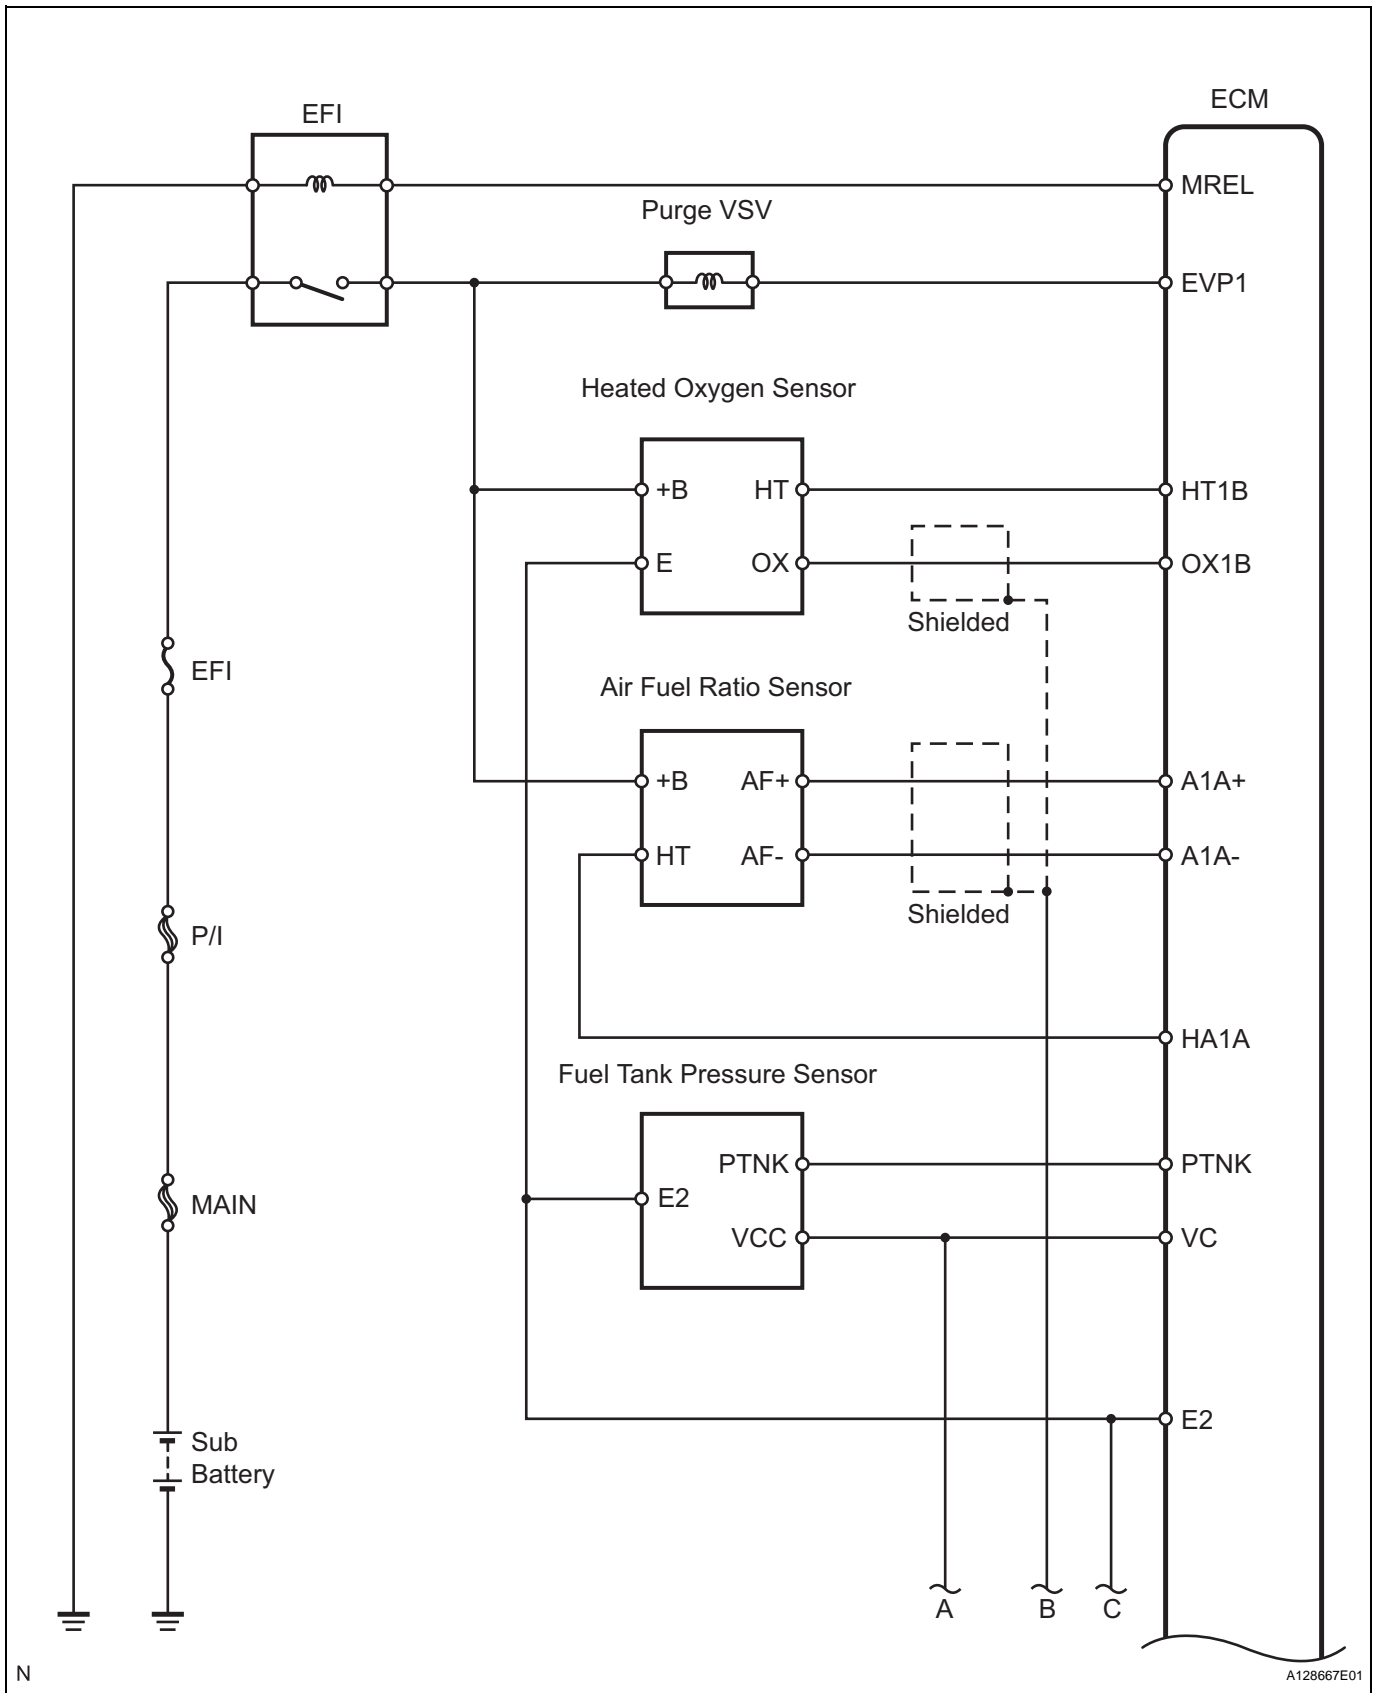 ECM
EFI
MREL
Purge VSV
EVP1
Heated Oxygen Sensor
+B
HT
HT1B
E
OX
OX1B
Shielded
EFI
Air Fuel Ratio Sensor
+B
AF+
A1A+
HT
AF-
A1A-
Shielded
P/I
HA1A
Fuel Tank Pressure Sensor
PTNK
PTNK
E2
MAIN
VCC
VC
E2
Sub
Battery
A
B
C
N
A128667E01